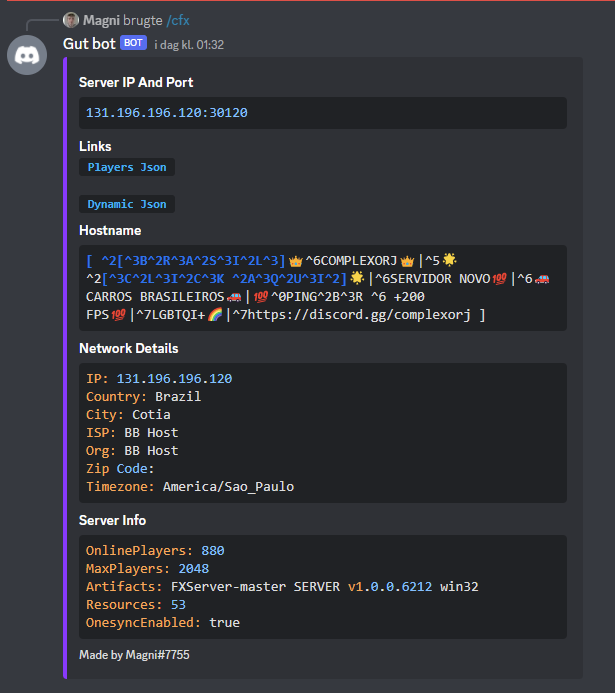 Magni brugte /cfx
Gut bot BOT i dag kl. 01:32
Server IP And Port
131.196.196.120:30120
Links
Players Json
Dynamic Json
Hostname
[ ^2[^3B^2R^3A^2S^3I^2L^3]👑^6COMPLEXORJ👑|^5🌟
^2[^3C^2L^3I^2C^3K ^2A^3Q^2U^3I^2]🌟|^6SERVIDOR NOVO💯|^6🚗
CARROS BRASILEIROS🚗|💯^0PING^2B^3R ^6 +200
FPS💯|^7LGBTQI+🌈|^7https://discord.gg/complexorj ]
Network Details
IP: 131.196.196.120
Country: Brazil
City: Cotia
ISP: BB Host
Org: BB Host
Zip Code:
Timezone: America/Sao_Paulo
Server Info
OnlinePlayers: 880
MaxPlayers: 2048
Artifacts: FXServer-master SERVER v1.0.0.6212 win32
Resources: 53
OnesyncEnabled: true
Made by Magni#7755